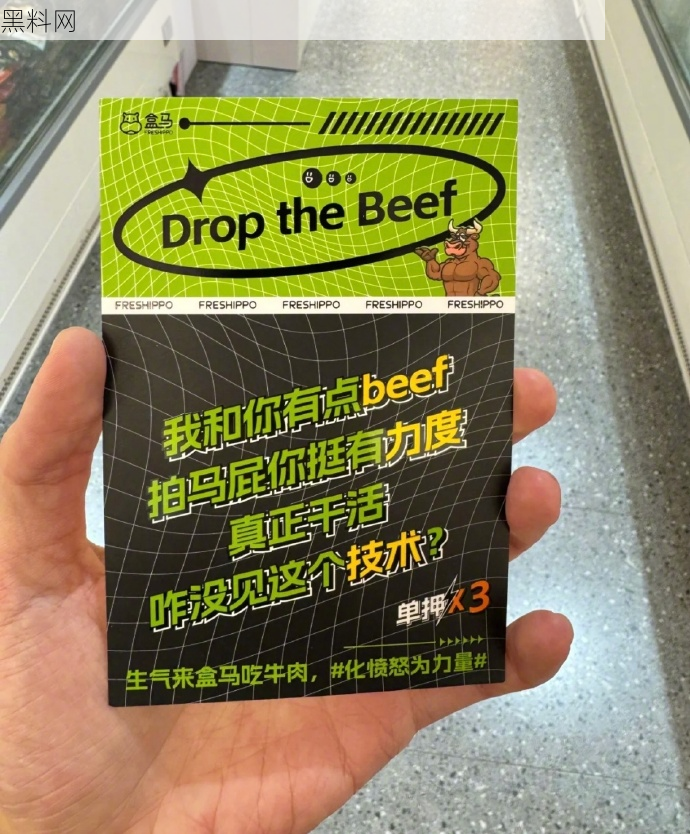 黑料网
盒马
FRESHIPPO
Drop the Beef
FRESHIPPO FRESHIPPO FRESHIPPO FRESHIPPO FRESHIPPO
我和你有点beef
拍马屁你挺有力度
真正干活
咋没见这个技术?
单押x3
生气来盒马吃牛肉，#化愤怒为力量#